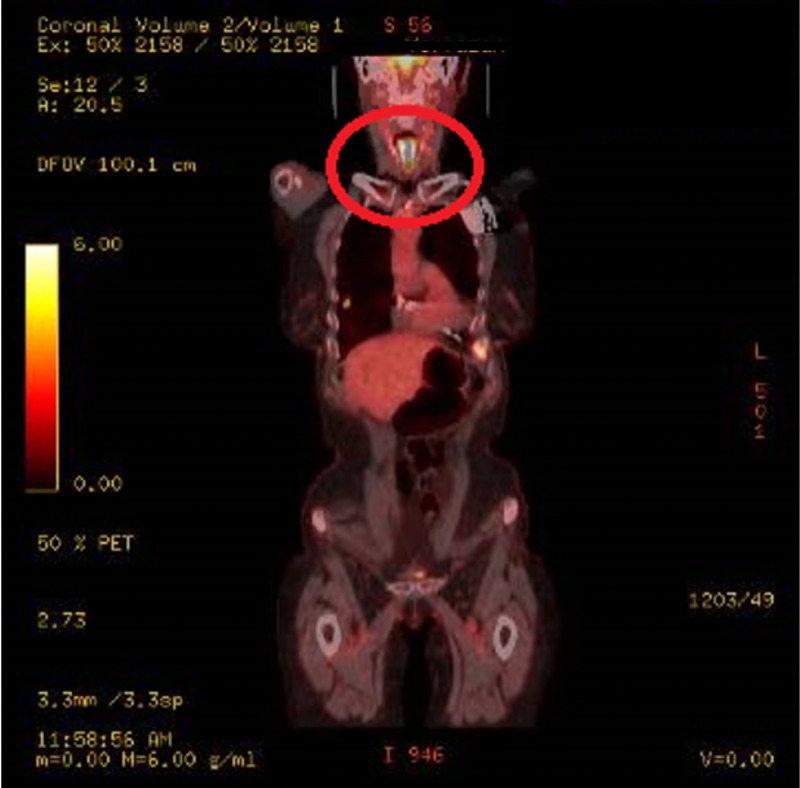 Coronal Volume 2/Volume 1
Ex: 50% 2158 / 50% 2158
S 56
Se:12 / 3
A: 20.5
DFOV 100.1 cm
6.00
0.00
50 % PET
2.73
3.3mm /3.3sp
11:58:56 AM
m=0.00 M=6.00 g/ml
I 946
L
1203/49
V=0.00